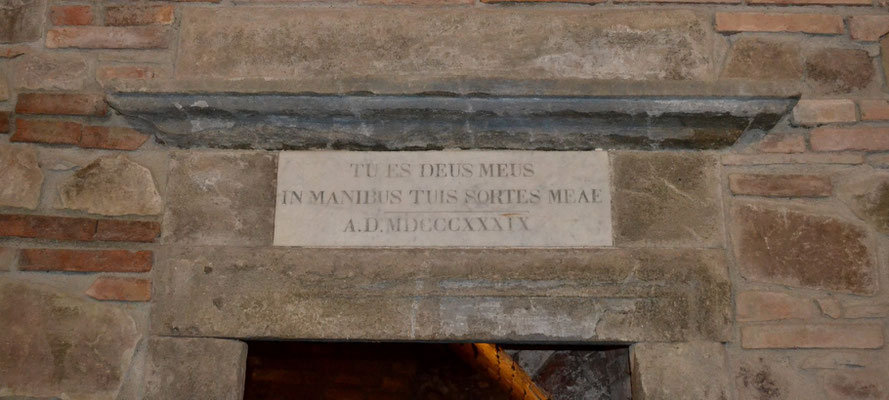 TU ES DEUS MEUS
IN MANIBUS TUIS SORTES MEAE
A.D. MDCCCXXXIX